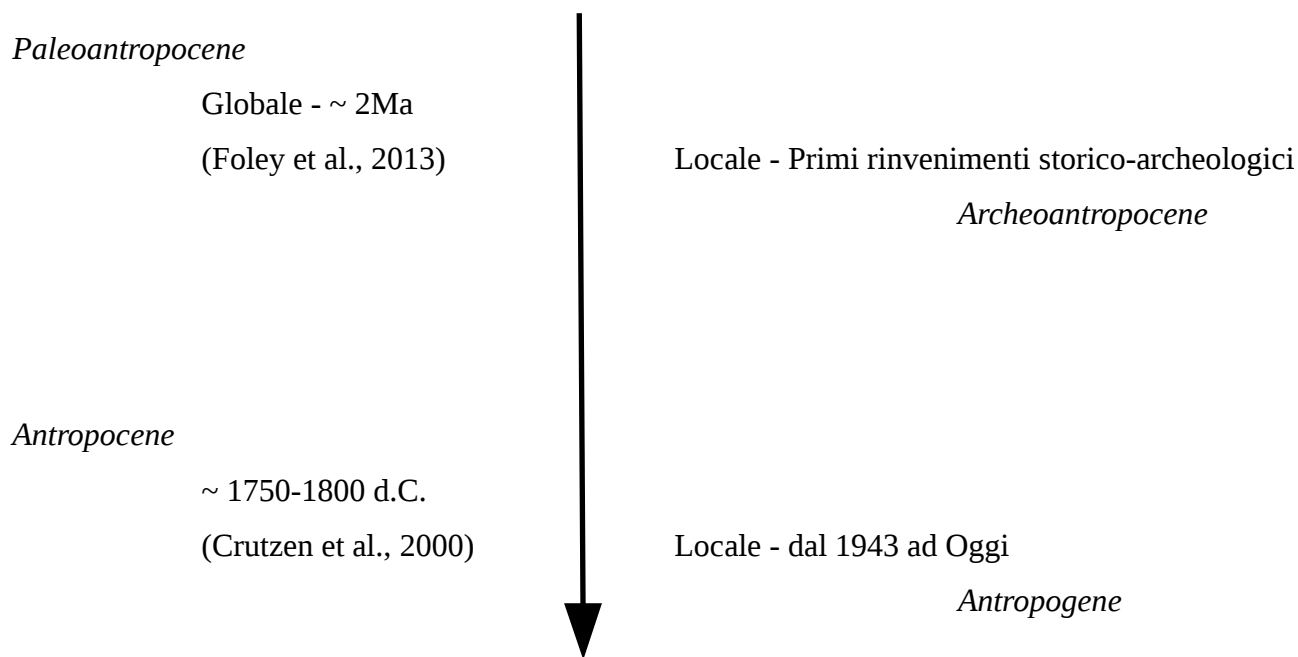 Paleoantropocene
Globale - ~ 2Ma
(Foley et al., 2013)
Locale - Primi rinvenimenti storico-archeologici
Archeoantropocene
Antropocene
~ 1750-1800 d.C.
(Crutzen et al., 2000)
Locale - dal 1943 ad Oggi
Antropogene